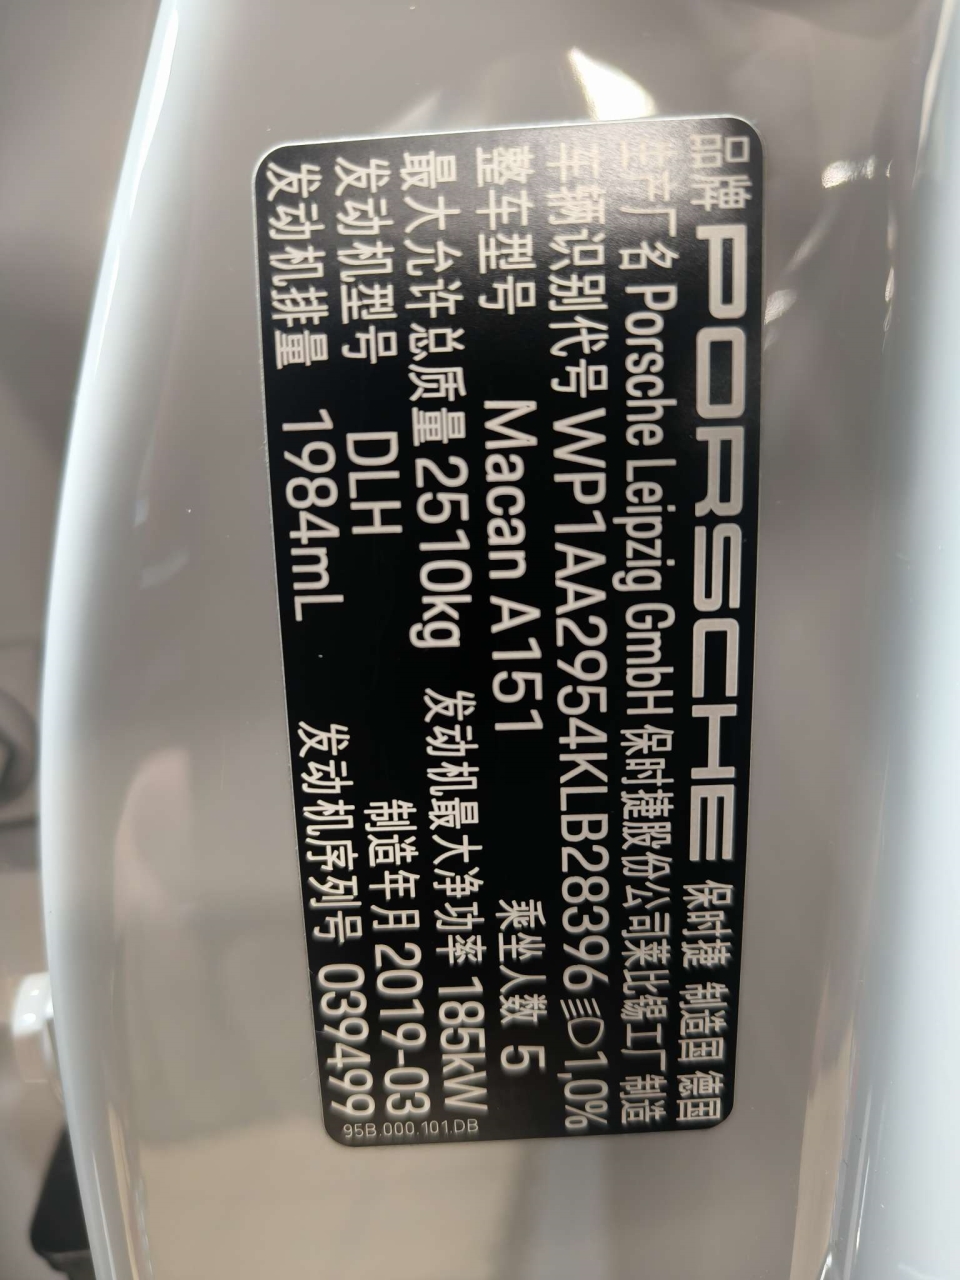 品牌 PORSCHE 保时捷 制造国 德国
生产厂名 Porsche Leipzig GmbH 保时捷股份公司莱比锡工厂 制造
车辆识别代号 WP1AA2954KLB28396 1,0%
整车型号 Macan A151 乘坐人数 5
最大允许总质量 2510kg 发动机最大净功率 185kW
发动机型号 DLH 制造年月 2019-03
发动机排量 1984mL 发动机序列号 039499
95B.000.101.DB